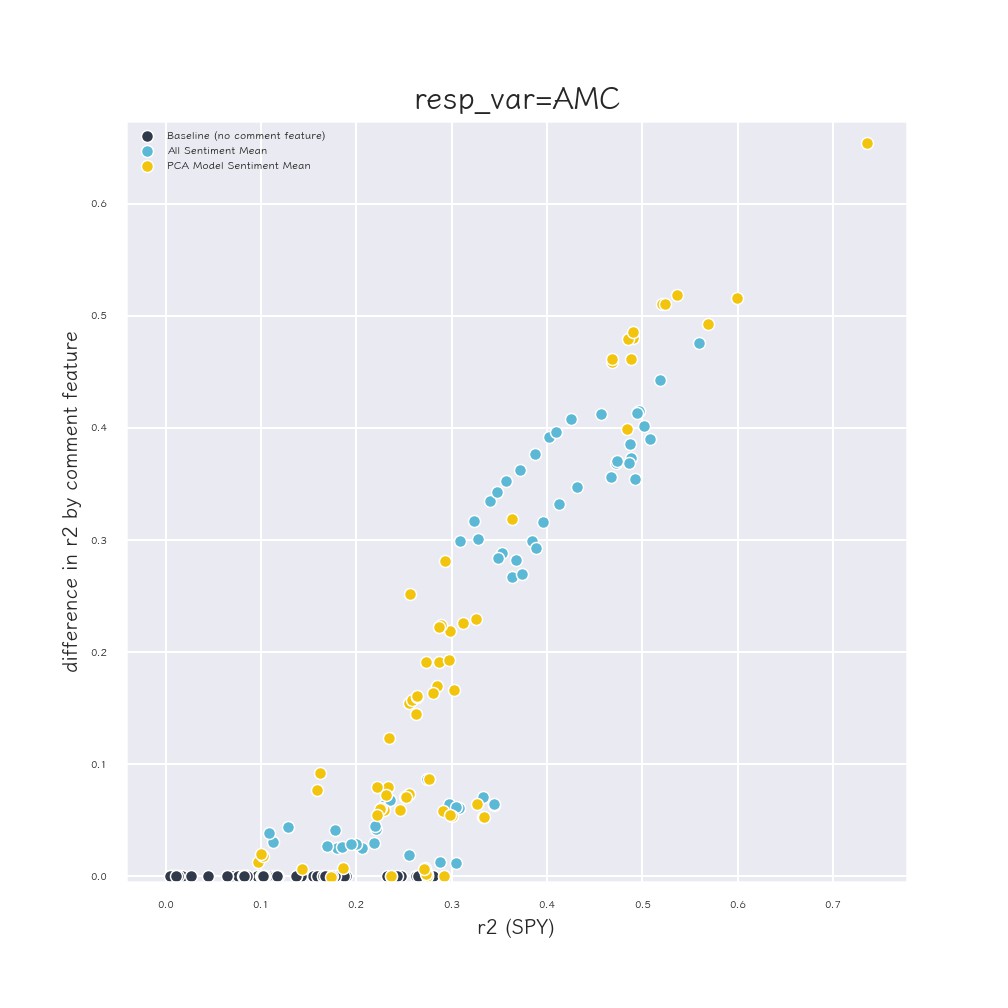 resp_var=AMC
Baseline (no comment feature)
All Sentiment Mean
PCA Model Sentiment Mean
difference in r2 by comment feature
0.6
0.5
0.4
0.3
0.2
0.1
0.0
0.0 0.1 0.2 0.3 0.4 0.5 0.6 0.7
r2 (SPY)